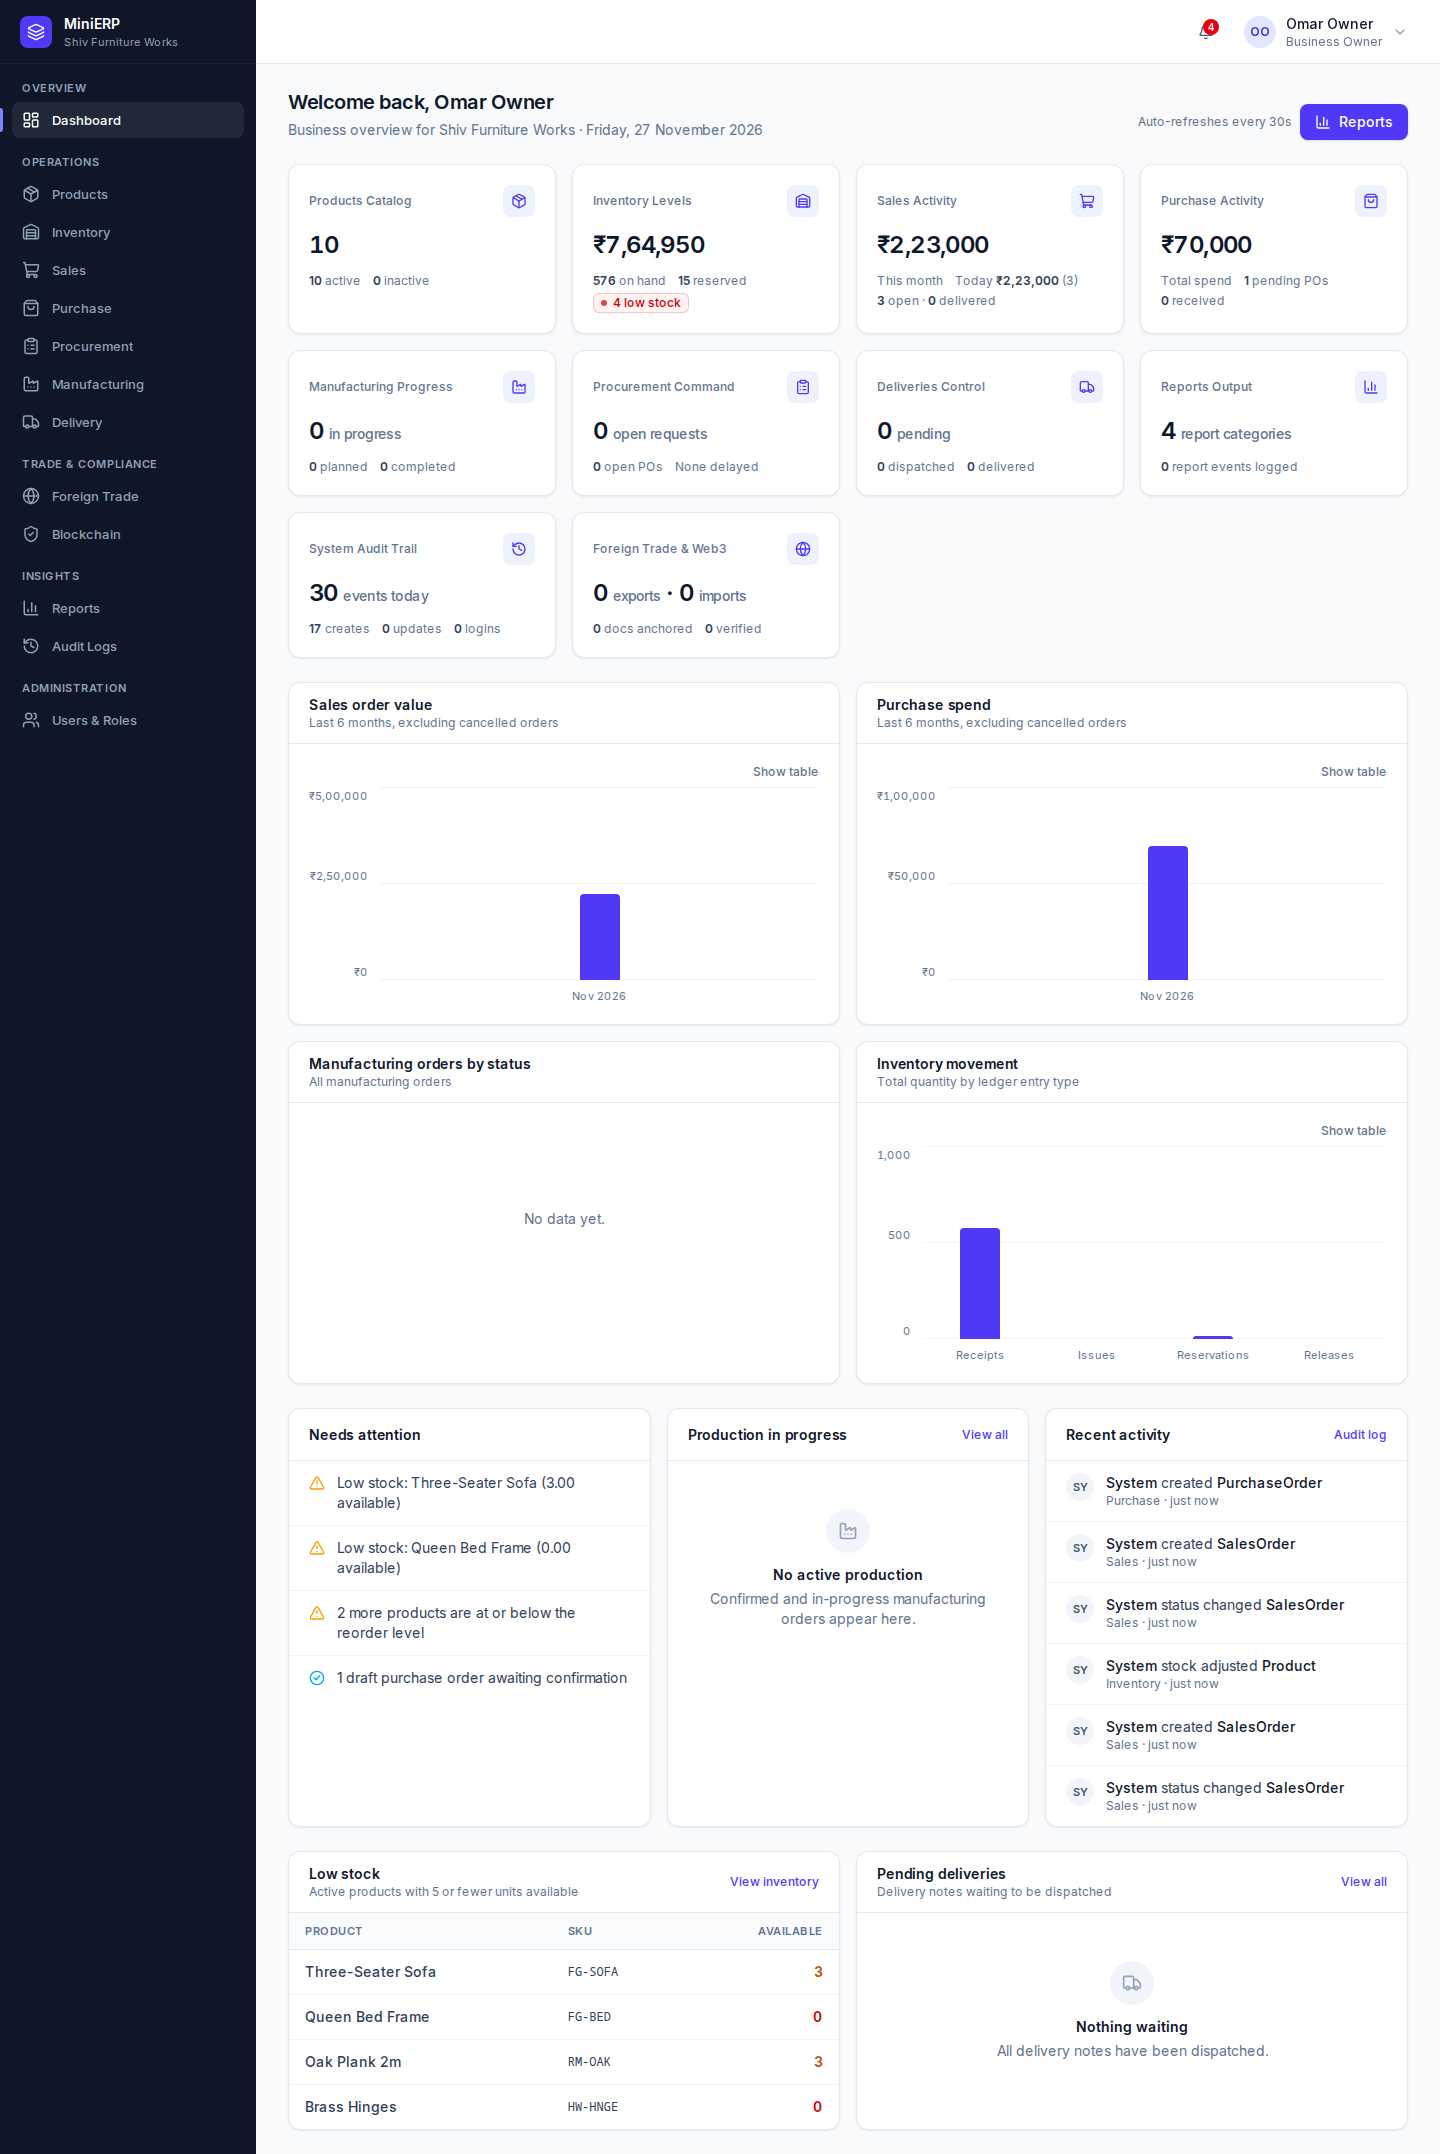 MiniERP
Shiv Furniture Works
OVERVIEW
Dashboard
OPERATIONS
Products
Inventory
Sales
Purchase
Procurement
Manufacturing
Delivery
TRADE & COMPLIANCE
Foreign Trade
Blockchain
INSIGHTS
Reports
Audit Logs
ADMINISTRATION
Users & Roles
4
OO
Omar Owner
Business Owner
Welcome back, Omar Owner
Business overview for Shiv Furniture Works · Friday, 27 November 2026
Auto-refreshes every 30s
Reports
Products Catalog
10
10 active 0 inactive
Inventory Levels
₹7,64,950
576 on hand 15 reserved
4 low stock
Sales Activity
₹2,23,000
This month Today ₹2,23,000 (3)
3 open · 0 delivered
Purchase Activity
₹70,000
Total spend 1 pending POs
0 received
Manufacturing Progress
0 in progress
0 planned 0 completed
Procurement Command
0 open requests
0 open POs None delayed
Deliveries Control
0 pending
0 dispatched 0 delivered
Reports Output
4 report categories
0 report events logged
System Audit Trail
30 events today
17 creates 0 updates 0 logins
Foreign Trade & Web3
0 exports · 0 imports
0 docs anchored 0 verified
Sales order value
Last 6 months, excluding cancelled orders
Show table
₹5,00,000
₹2,50,000
₹0
Nov 2026
Purchase spend
Last 6 months, excluding cancelled orders
Show table
₹1,00,000
₹50,000
₹0
Nov 2026
Manufacturing orders by status
All manufacturing orders
No data yet.
Inventory movement
Total quantity by ledger entry type
Show table
1,000
500
0
Receipts Issues Reservations Releases
Needs attention
Low stock: Three-Seater Sofa (3.00
available)
Low stock: Queen Bed Frame (0.00
available)
2 more products are at or below the
reorder level
1 draft purchase order awaiting confirmation
Production in progress
View all
No active production
Confirmed and in-progress manufacturing
orders appear here.
Recent activity
Audit log
SY
System created PurchaseOrder
Purchase · just now
SY
System created SalesOrder
Sales · just now
SY
System status changed SalesOrder
Sales · just now
SY
System stock adjusted Product
Inventory · just now
SY
System created SalesOrder
Sales · just now
SY
System status changed SalesOrder
Sales · just now
Low stock
Active products with 5 or fewer units available
View inventory
PRODUCT SKU AVAILABLE
Three-Seater Sofa FG-SOFA 3
Queen Bed Frame FG-BED 0
Oak Plank 2m RM-OAK 3
Brass Hinges HW-HNGE 0
Pending deliveries
Delivery notes waiting to be dispatched
View all
Nothing waiting
All delivery notes have been dispatched.